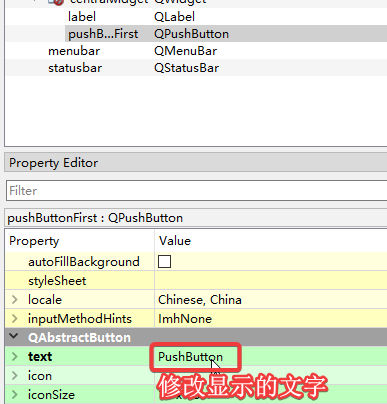 centralwidget QWidget
label QLabel
pushB...First QPushButton
menubar QMenuBar
statusbar QStatusBar
Property Editor
Filter
pushButtonFirst : QPushButton
Property Value
autoFillBackground
styleSheet
locale Chinese, China
inputMethodHints ImhNone
QAbstractButton
text PushButton
icon
修改显示的文字
iconSize